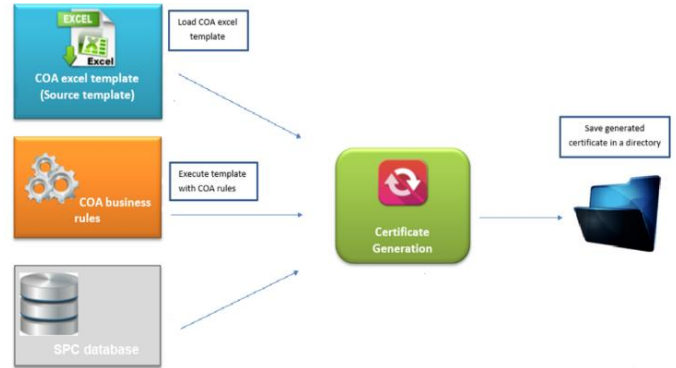 EXCEL
Excel
COA excel template
(Source template)
Load COA excel
template
COA business
rules
Execute template
with COA rules
SPC database
Certificate
Generation
Save generated
certificate in a directory